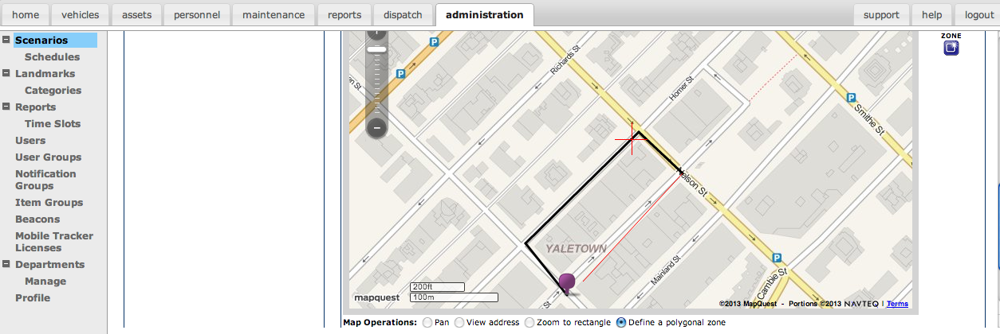 home vehicles assets personnel maintenance reports dispatch administration support help logout
Scenarios
Schedules
Landmarks
Categories
Reports
Time Slots
Users
User Groups
Notification
Groups
Item Groups
Beacons
Mobile Tracker
Licenses
Departments
Manage
Profile
ZONE
P
P
P
P
Richards St
Homer St
Smithe St
Nelson St
YALETOWN
Mainland St
Cambie St
St
St
200ft
100m
mapquest
©2013 MapQuest - Portions ©2013 NAVTEQ | Terms
Map Operations: Pan View address Zoom to rectangle Define a polygonal zone